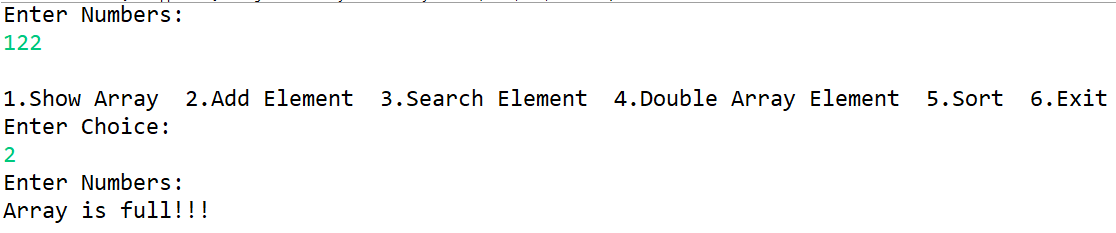 Enter Numbers:
122
1.Show Array  2.Add Element  3.Search Element  4.Double Array Element  5.Sort  6.Exit
Enter Choice:
2
Enter Numbers:
Array is full!!!